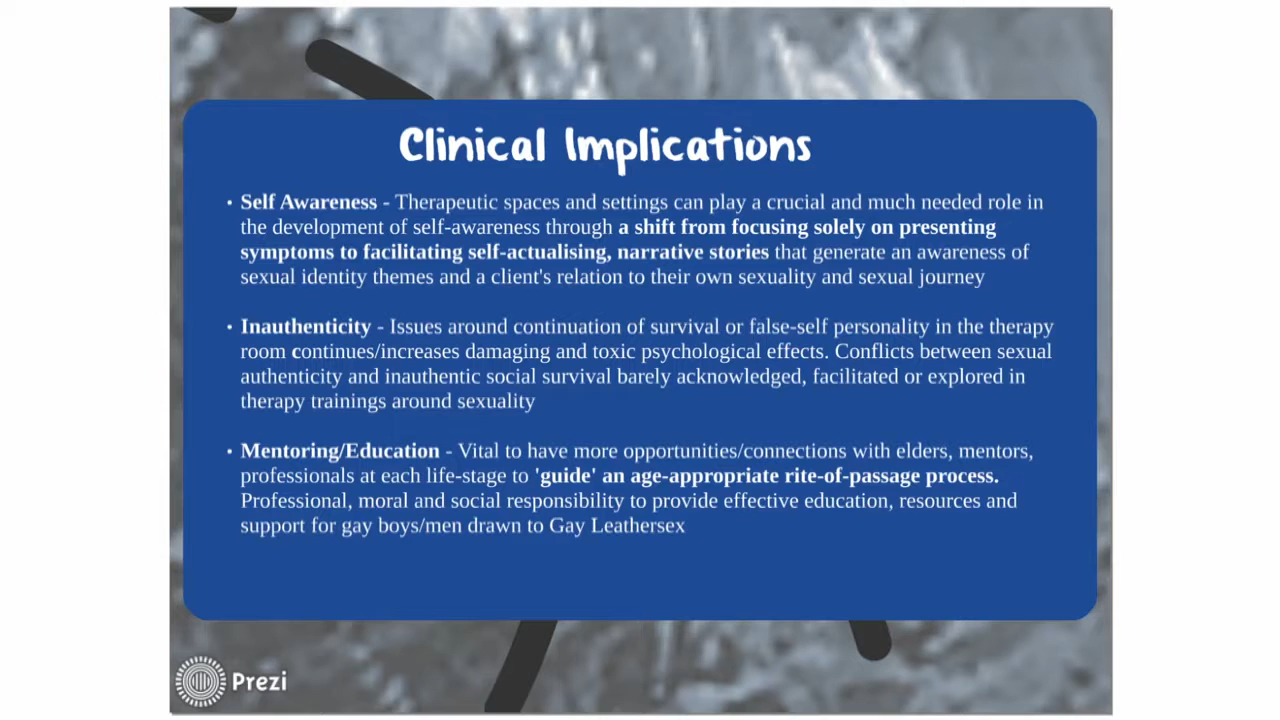 Clinical Implications
• Self Awareness - Therapeutic spaces and settings can play a crucial and much needed role in
the development of self-awareness through a shift from focusing solely on presenting
symptoms to facilitating self-actualising, narrative stories that generate an awareness of
sexual identity themes and a client's relation to their own sexuality and sexual journey
• Inauthenticity - Issues around continuation of survival or false-self personality in the therapy
room continues/increases damaging and toxic psychological effects. Conflicts between sexual
authenticity and inauthentic social survival barely acknowledged, facilitated or explored in
therapy trainings around sexuality
• Mentoring/Education - Vital to have more opportunities/connections with elders, mentors,
professionals at each life-stage to 'guide' an age-appropriate rite-of-passage process.
Professional, moral and social responsibility to provide effective education, resources and
support for gay boys/men drawn to Gay Leathersex
Prezi